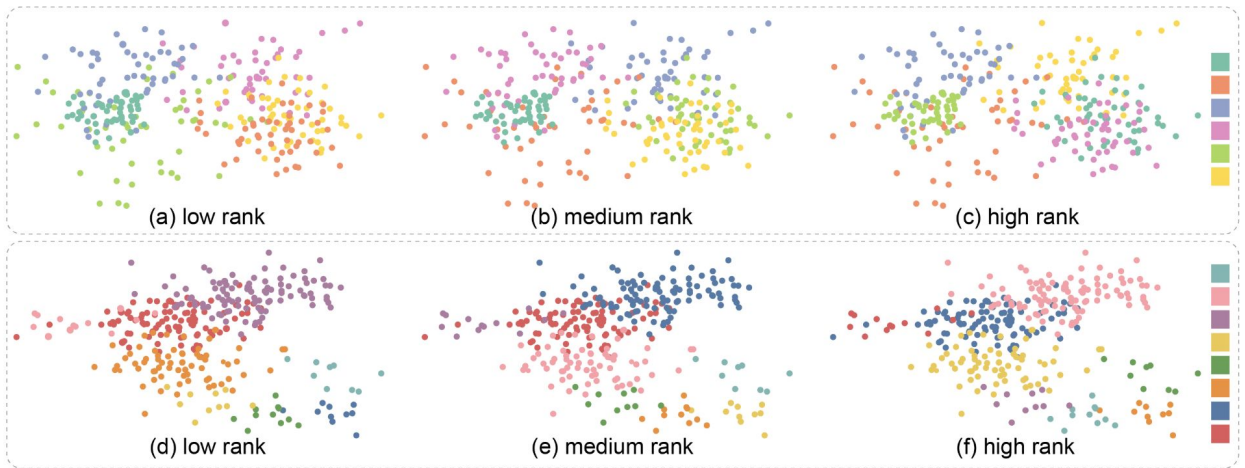 (a) low rank
(b) medium rank
(c) high rank
(d) low rank
(e) medium rank
(f) high rank